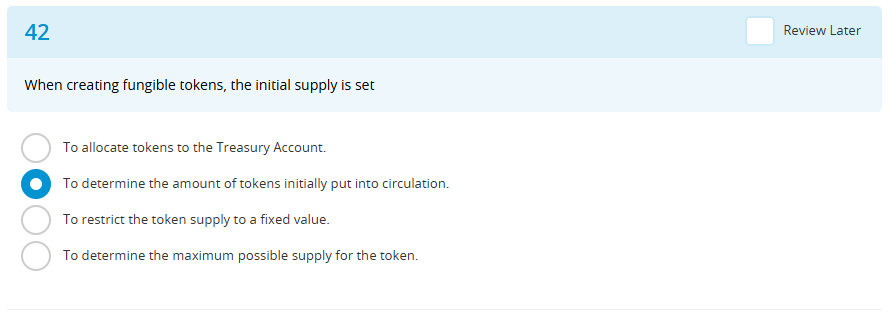 42
Review Later
When creating fungible tokens, the initial supply is set
To allocate tokens to the Treasury Account.
To determine the amount of tokens initially put into circulation.
To restrict the token supply to a fixed value.
To determine the maximum possible supply for the token.